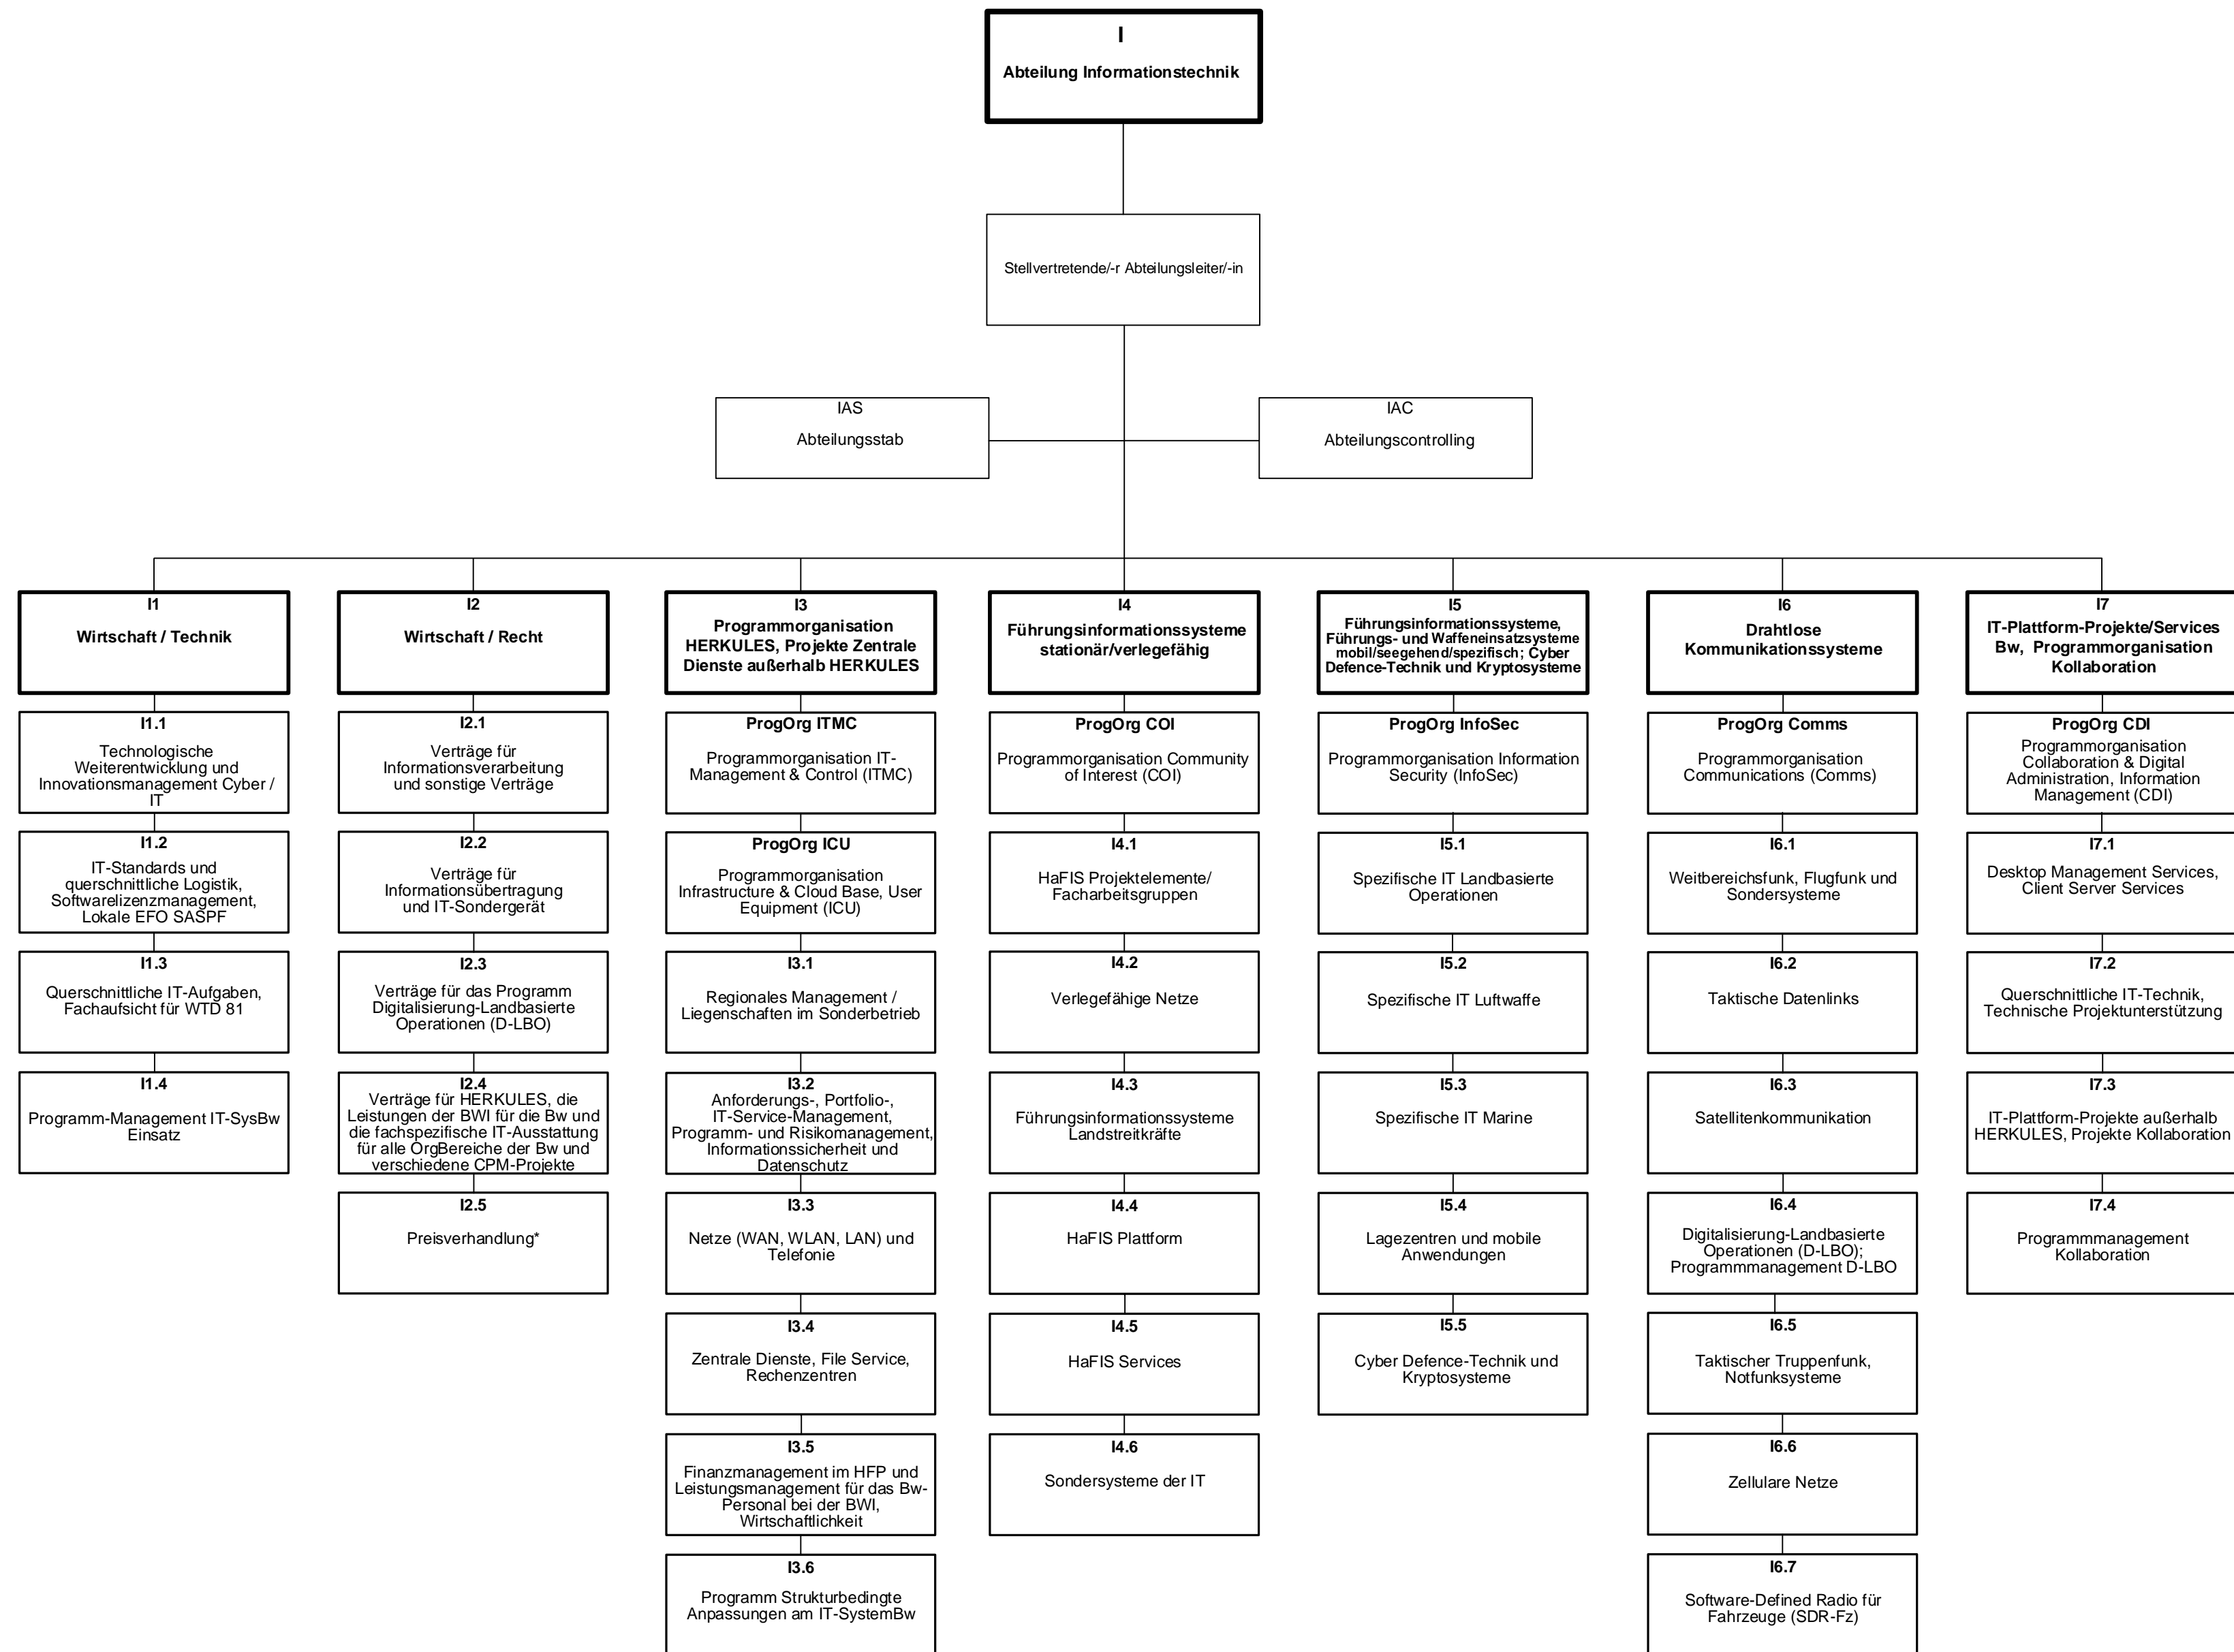 I
Abteilung Informationstechnik
Stellvertretende/-r Abteilungsleiter/-in
IAS
Abteilungsstab
IAC
Abteilungscontrolling
I1
Wirtschaft / Technik
I1.1
Technologische
Weiterentwicklung und
Innovationsmanagement Cyber /
IT
I1.2
IT-Standards und
querschnittliche Logistik,
Softwarelizenzmanagement,
Lokale EFO SASPF
I1.3
Querschnittliche IT-Aufgaben,
Fachaufsicht für WTD 81
I1.4
Programm-Management IT-SysBw
Einsatz
I2
Wirtschaft / Recht
I2.1
Verträge für
Informationsverarbeitung
und sonstige Verträge
I2.2
Verträge für
Informationsübertragung
und IT-Sondergerät
I2.3
Verträge für das Programm
Digitalisierung-Landbasierte
Operationen (D-LBO)
I2.4
Verträge für HERKULES, die
Leistungen der BWI für die Bw und
die fachspezifische IT-Ausstattung
für alle OrgBereiche der Bw und
verschiedene CPM-Projekte
I2.5
Preisverhandlung*
I3
Programmorganisation
HERKULES, Projekte Zentrale
Dienste außerhalb HERKULES
ProgOrg ITMC
Programmorganisation IT-
Management & Control (ITMC)
ProgOrg ICU
Programmorganisation
Infrastructure & Cloud Base, User
Equipment (ICU)
I3.1
Regionales Management /
Liegenschaften im Sonderbetrieb
I3.2
Anforderungs-, Portfolio-,
IT-Service-Management,
Programm- und Risikomanagement,
Informationssicherheit und
Datenschutz
I3.3
Netze (WAN, WLAN, LAN) und
Telefonie
I3.4
Zentrale Dienste, File Service,
Rechenzentren
I3.5
Finanzmanagement im HFP und
Leistungsmanagement für das Bw-
Personal bei der BWI,
Wirtschaftlichkeit
I3.6
Programm Strukturbedingte
Anpassungen am IT-SystemBw
I4
Führungsinformationssysteme
stationär/verlegefähig
ProgOrg COI
Programmorganisation Community
of Interest (COI)
I4.1
HaFIS Projektelemente/
Facharbeitsgruppen
I4.2
Verlegefähige Netze
I4.3
Führungsinformationssysteme
Landstreitkräfte
I4.4
HaFIS Plattform
I4.5
HaFIS Services
I4.6
Sondersysteme der IT
I5
Führungsinformationssysteme,
Führungs- und Waffeneinsatzsysteme
mobil/seegehend/spezifisch; Cyber
Defence-Technik und Kryptosysteme
ProgOrg InfoSec
Programmorganisation Information
Security (InfoSec)
I5.1
Spezifische IT Landbasierte
Operationen
I5.2
Spezifische IT Luftwaffe
I5.3
Spezifische IT Marine
I5.4
Lagezentren und mobile
Anwendungen
I5.5
Cyber Defence-Technik und
Kryptosysteme
I6
Drahtlose
Kommunikationssysteme
ProgOrg Comms
Programmorganisation
Communications (Comms)
I6.1
Weitbereichsfunk, Flugfunk und
Sondersysteme
I6.2
Taktische Datenlinks
I6.3
Satellitenkommunikation
I6.4
Digitalisierung-Landbasierte
Operationen (D-LBO);
Programmmanagement D-LBO
I6.5
Taktischer Truppenfunk,
Notfunksysteme
I6.6
Zellulare Netze
I6.7
Software-Defined Radio für
Fahrzeuge (SDR-Fz)
I7
IT-Plattform-Projekte/Services
Bw, Programmorganisation
Kollaboration
ProgOrg CDI
Programmorganisation
Collaboration & Digital
Administration, Information
Management (CDI)
I7.1
Desktop Management Services,
Client Server Services
I7.2
Querschnittliche IT-Technik,
Technische Projektunterstützung
I7.3
IT-Plattform-Projekte außerhalb
HERKULES, Projekte Kollaboration
I7.4
Programmmanagement
Kollaboration